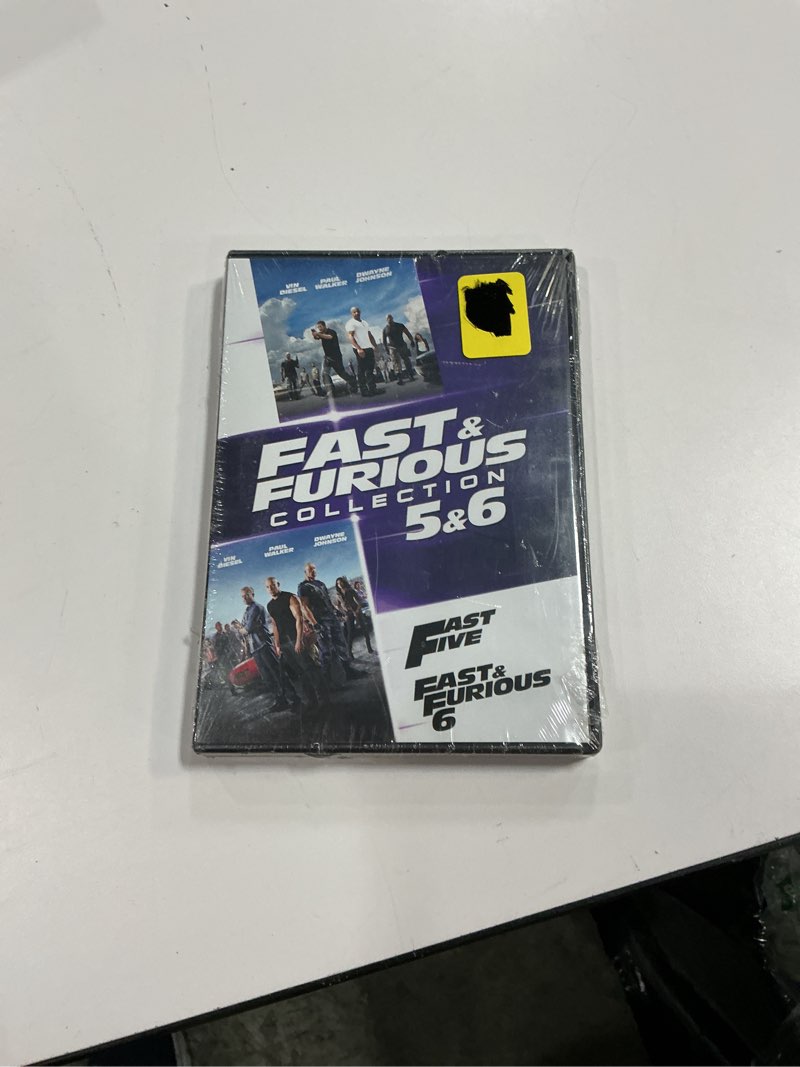 VIN DIESEL
PAUL WALKER
DWAYNE JOHNSON
FAST &
FURIOUS
COLLECTION
5&6
VIN DIESEL
PAUL WALKER
DWAYNE JOHNSON
FAST
FIVE
FAST &
FURIOUS
6